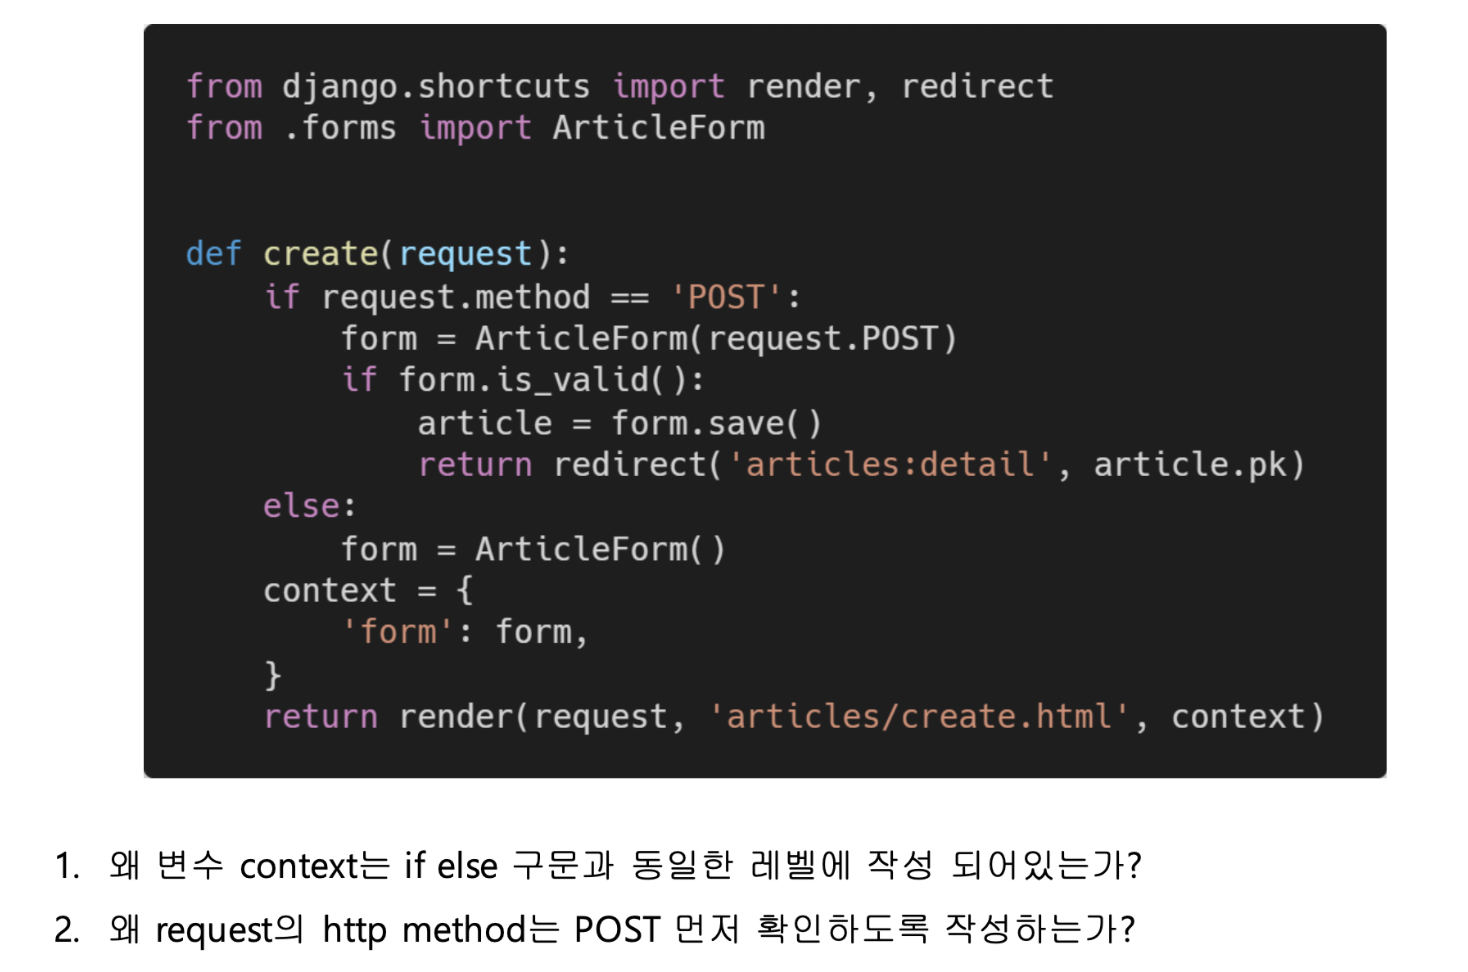 from django.shortcuts import render, redirect
from .forms import ArticleForm
def create(request):
    if request.method == 'POST':
        form = ArticleForm(request.POST)
        if form.is_valid():
            article = form.save()
            return redirect('articles:detail', article.pk)
    else:
        form = ArticleForm()
    context = {
        'form': form,
    }
    return render(request, 'articles/create.html', context)
1. 왜 변수 context는 if else 구문과 동일한 레벨에 작성 되어있는가?
2. 왜 request의 http method는 POST 먼저 확인하도록 작성하는가?